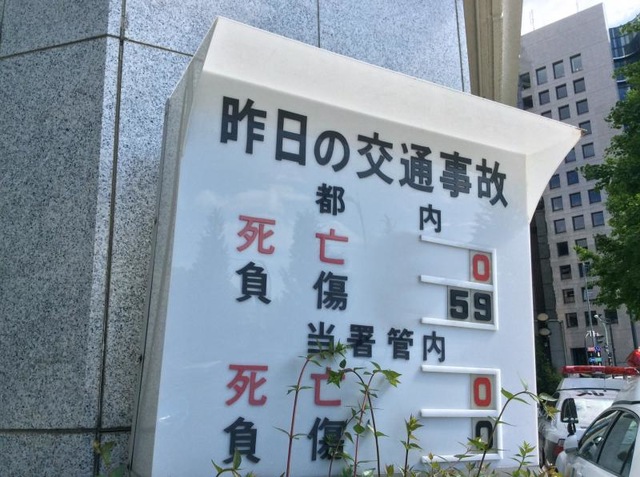 昨日の交通事故
都内
死亡 0
負傷 59
当署管内
死亡 0
負傷 0